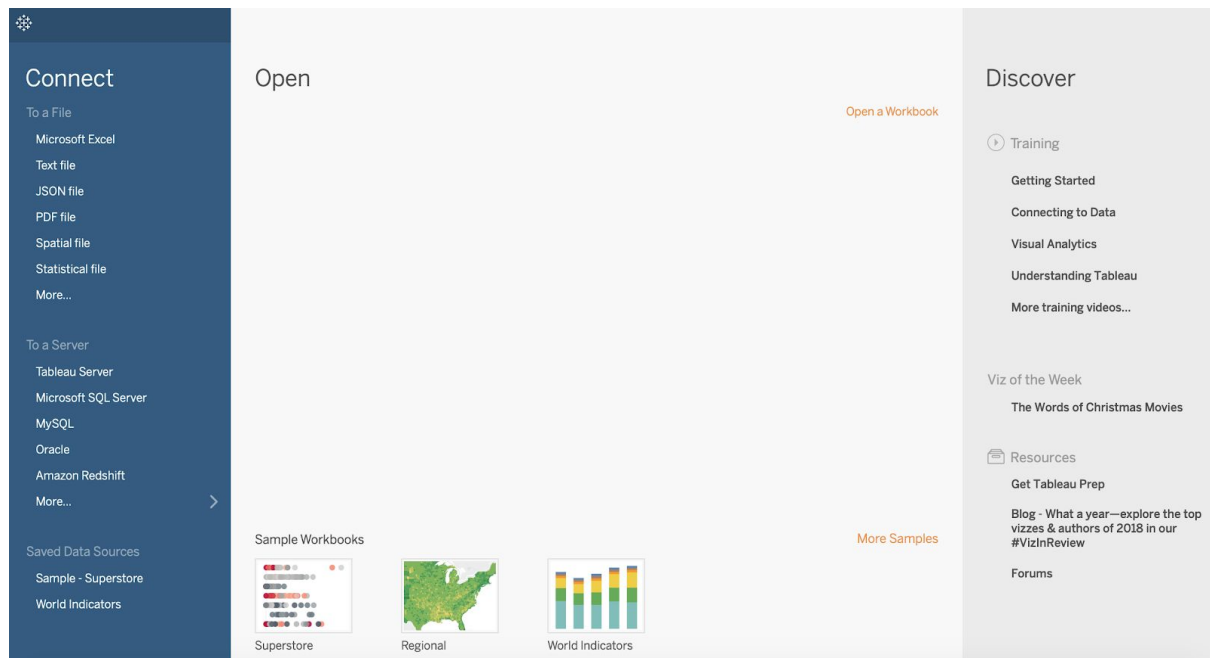 Connect
To a File
Microsoft Excel
Text file
JSON file
PDF file
Spatial file
Statistical file
More...
To a Server
Tableau Server
Microsoft SQL Server
MySQL
Oracle
Amazon Redshift
More...
Saved Data Sources
Sample - Superstore
World Indicators
Open
Open a Workbook
Sample Workbooks
More Samples
Superstore
Regional
World Indicators
Discover
Training
Getting Started
Connecting to Data
Visual Analytics
Understanding Tableau
More training videos...
Viz of the Week
The Words of Christmas Movies
Resources
Get Tableau Prep
Blog - What a year—explore the top
vizzes & authors of 2018 in our
#VizInReview
Forums